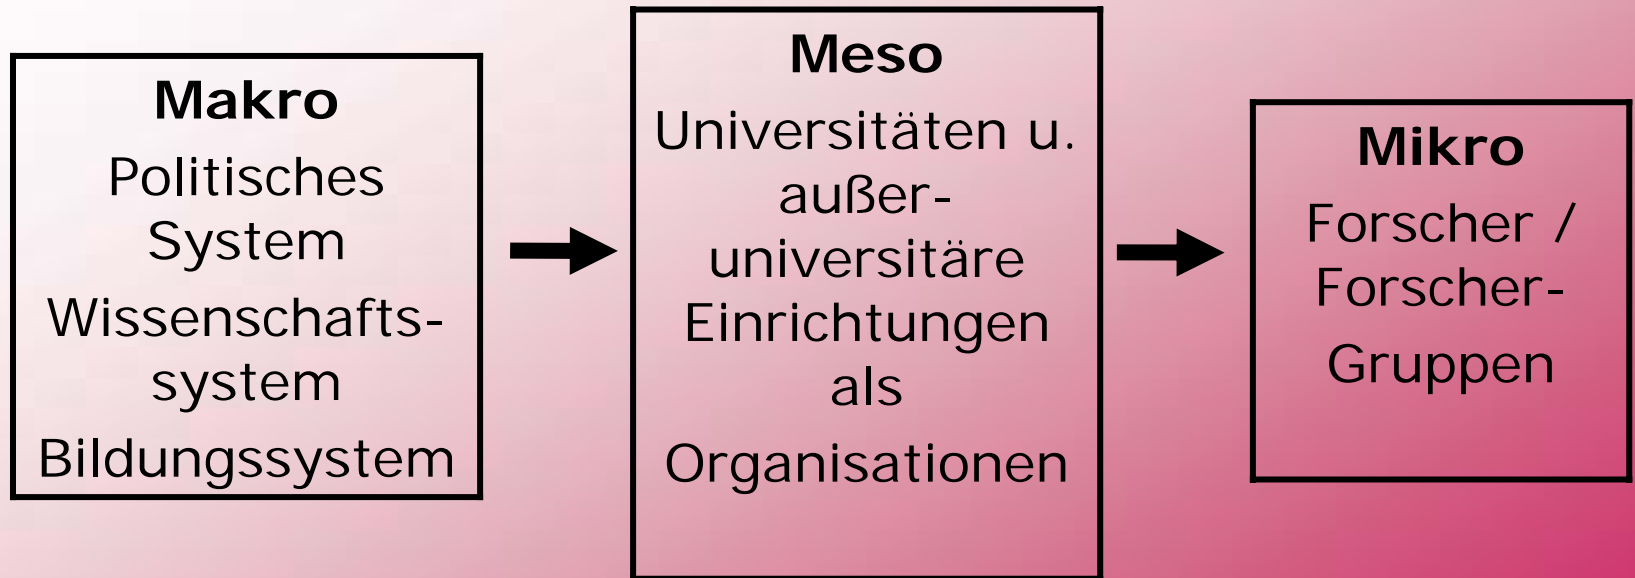 Makro
Politisches
System
Wissenschafts-
system
Bildungssystem
Meso
Universitäten u.
außer-
universitäre
Einrichtungen
als
Organisationen
Mikro
Forscher /
Forscher-
Gruppen